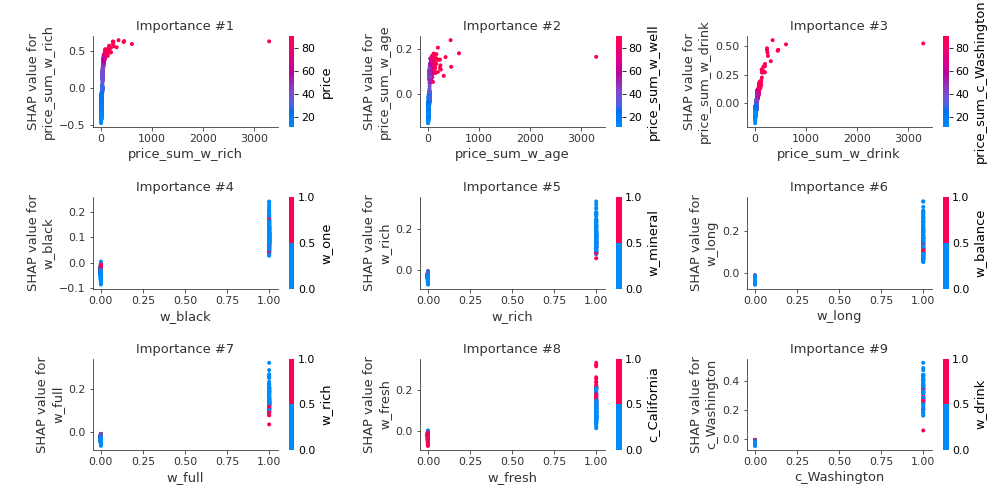 Importance #1
SHAP value for
price_sum_w_rich
0.5
0.0
−0.5
0
1000
2000
3000
price_sum_w_rich
80
60
40
20
price
Importance #2
SHAP value for
price_sum_w_age
0.2
0.0
0
1000
2000
3000
price_sum_w_age
80
60
40
20
price_sum_w_well
Importance #3
SHAP value for
price_sum_w_drink
0.50
0.25
0.00
0
1000
2000
3000
price_sum_w_drink
80
60
40
20
price_sum_c_Washington
Importance #4
SHAP value for
w_black
0.2
0.1
0.0
−0.1
0.00
0.25
0.50
0.75
1.00
w_black
1.0
0.5
0.0
w_one
Importance #5
SHAP value for
w_rich
0.2
0.0
0.00
0.25
0.50
0.75
1.00
w_rich
1.0
0.5
0.0
w_mineral
Importance #6
SHAP value for
w_long
0.2
0.0
0.00
0.25
0.50
0.75
1.00
w_long
1.0
0.5
0.0
w_balance
Importance #7
SHAP value for
w_full
0.2
0.0
0.00
0.25
0.50
0.75
1.00
w_full
1.0
0.5
0.0
w_rich
Importance #8
SHAP value for
w_fresh
0.2
0.0
0.00
0.25
0.50
0.75
1.00
w_fresh
1.0
0.5
0.0
c_California
Importance #9
SHAP value for
c_Washington
0.4
0.2
0.0
0.00
0.25
0.50
0.75
1.00
c_Washington
1.0
0.5
0.0
w_drink